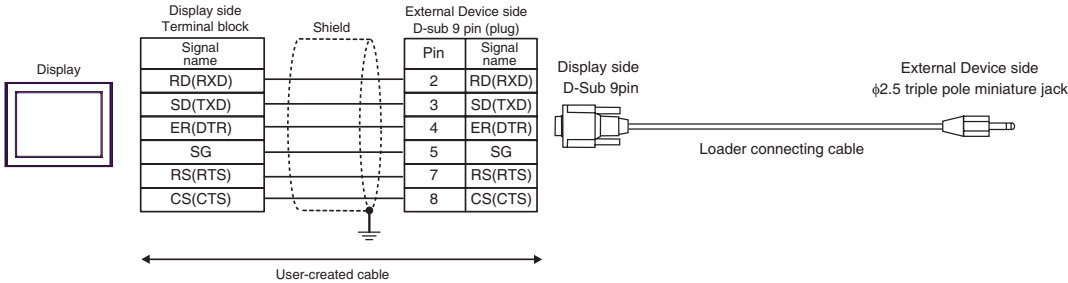 Display
Display side
Terminal block
Shield
External Device side
D-sub 9 pin (plug)
Signal name
Pin
Signal name
RD(RXD) 2 RD(RXD)
SD(TXD) 3 SD(TXD)
ER(DTR) 4 ER(DTR)
SG 5 SG
RS(RTS) 7 RS(RTS)
CS(CTS) 8 CS(CTS)
User-created cable
Display side
D-Sub 9pin
External Device side
ϕ2.5 triple pole miniature jack
Loader connecting cable